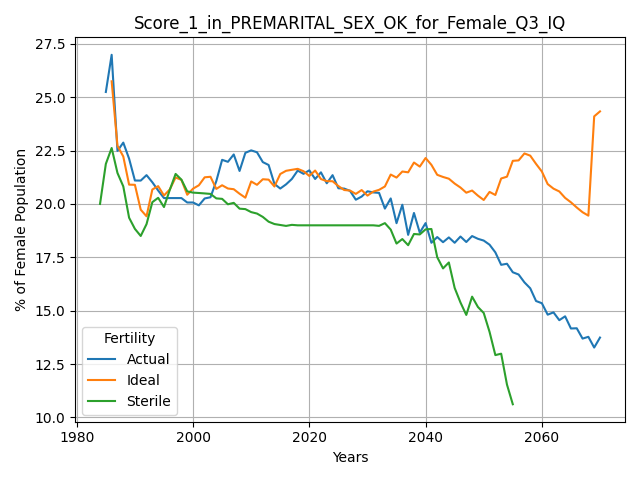 Score_1_in_PREMARITAL_SEX_OK_for_Female_Q3_IQ
27.5
25.0
22.5
20.0
17.5
15.0
12.5
10.0
% of Female Population
Fertility
Actual
Ideal
Sterile
1980 2000 2020 2040 2060
Years